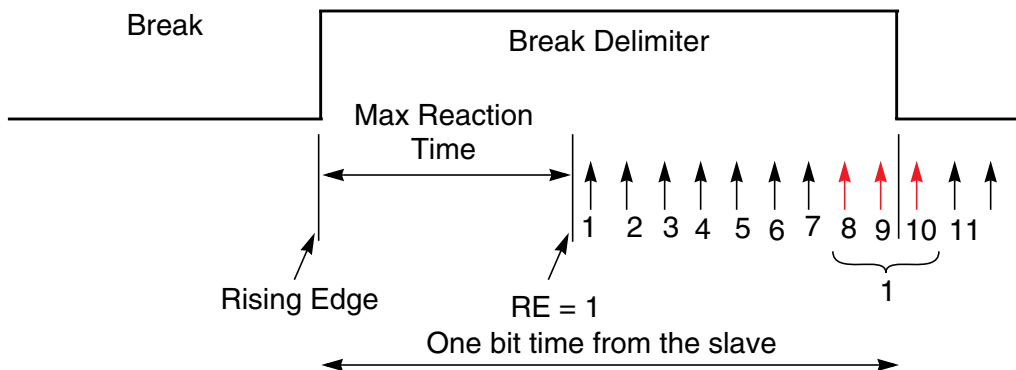 Break
Break Delimiter
Max Reaction
Time
1 2 3 4 5 6 7 8 9 10 11
1
Rising Edge
RE = 1
One bit time from the slave